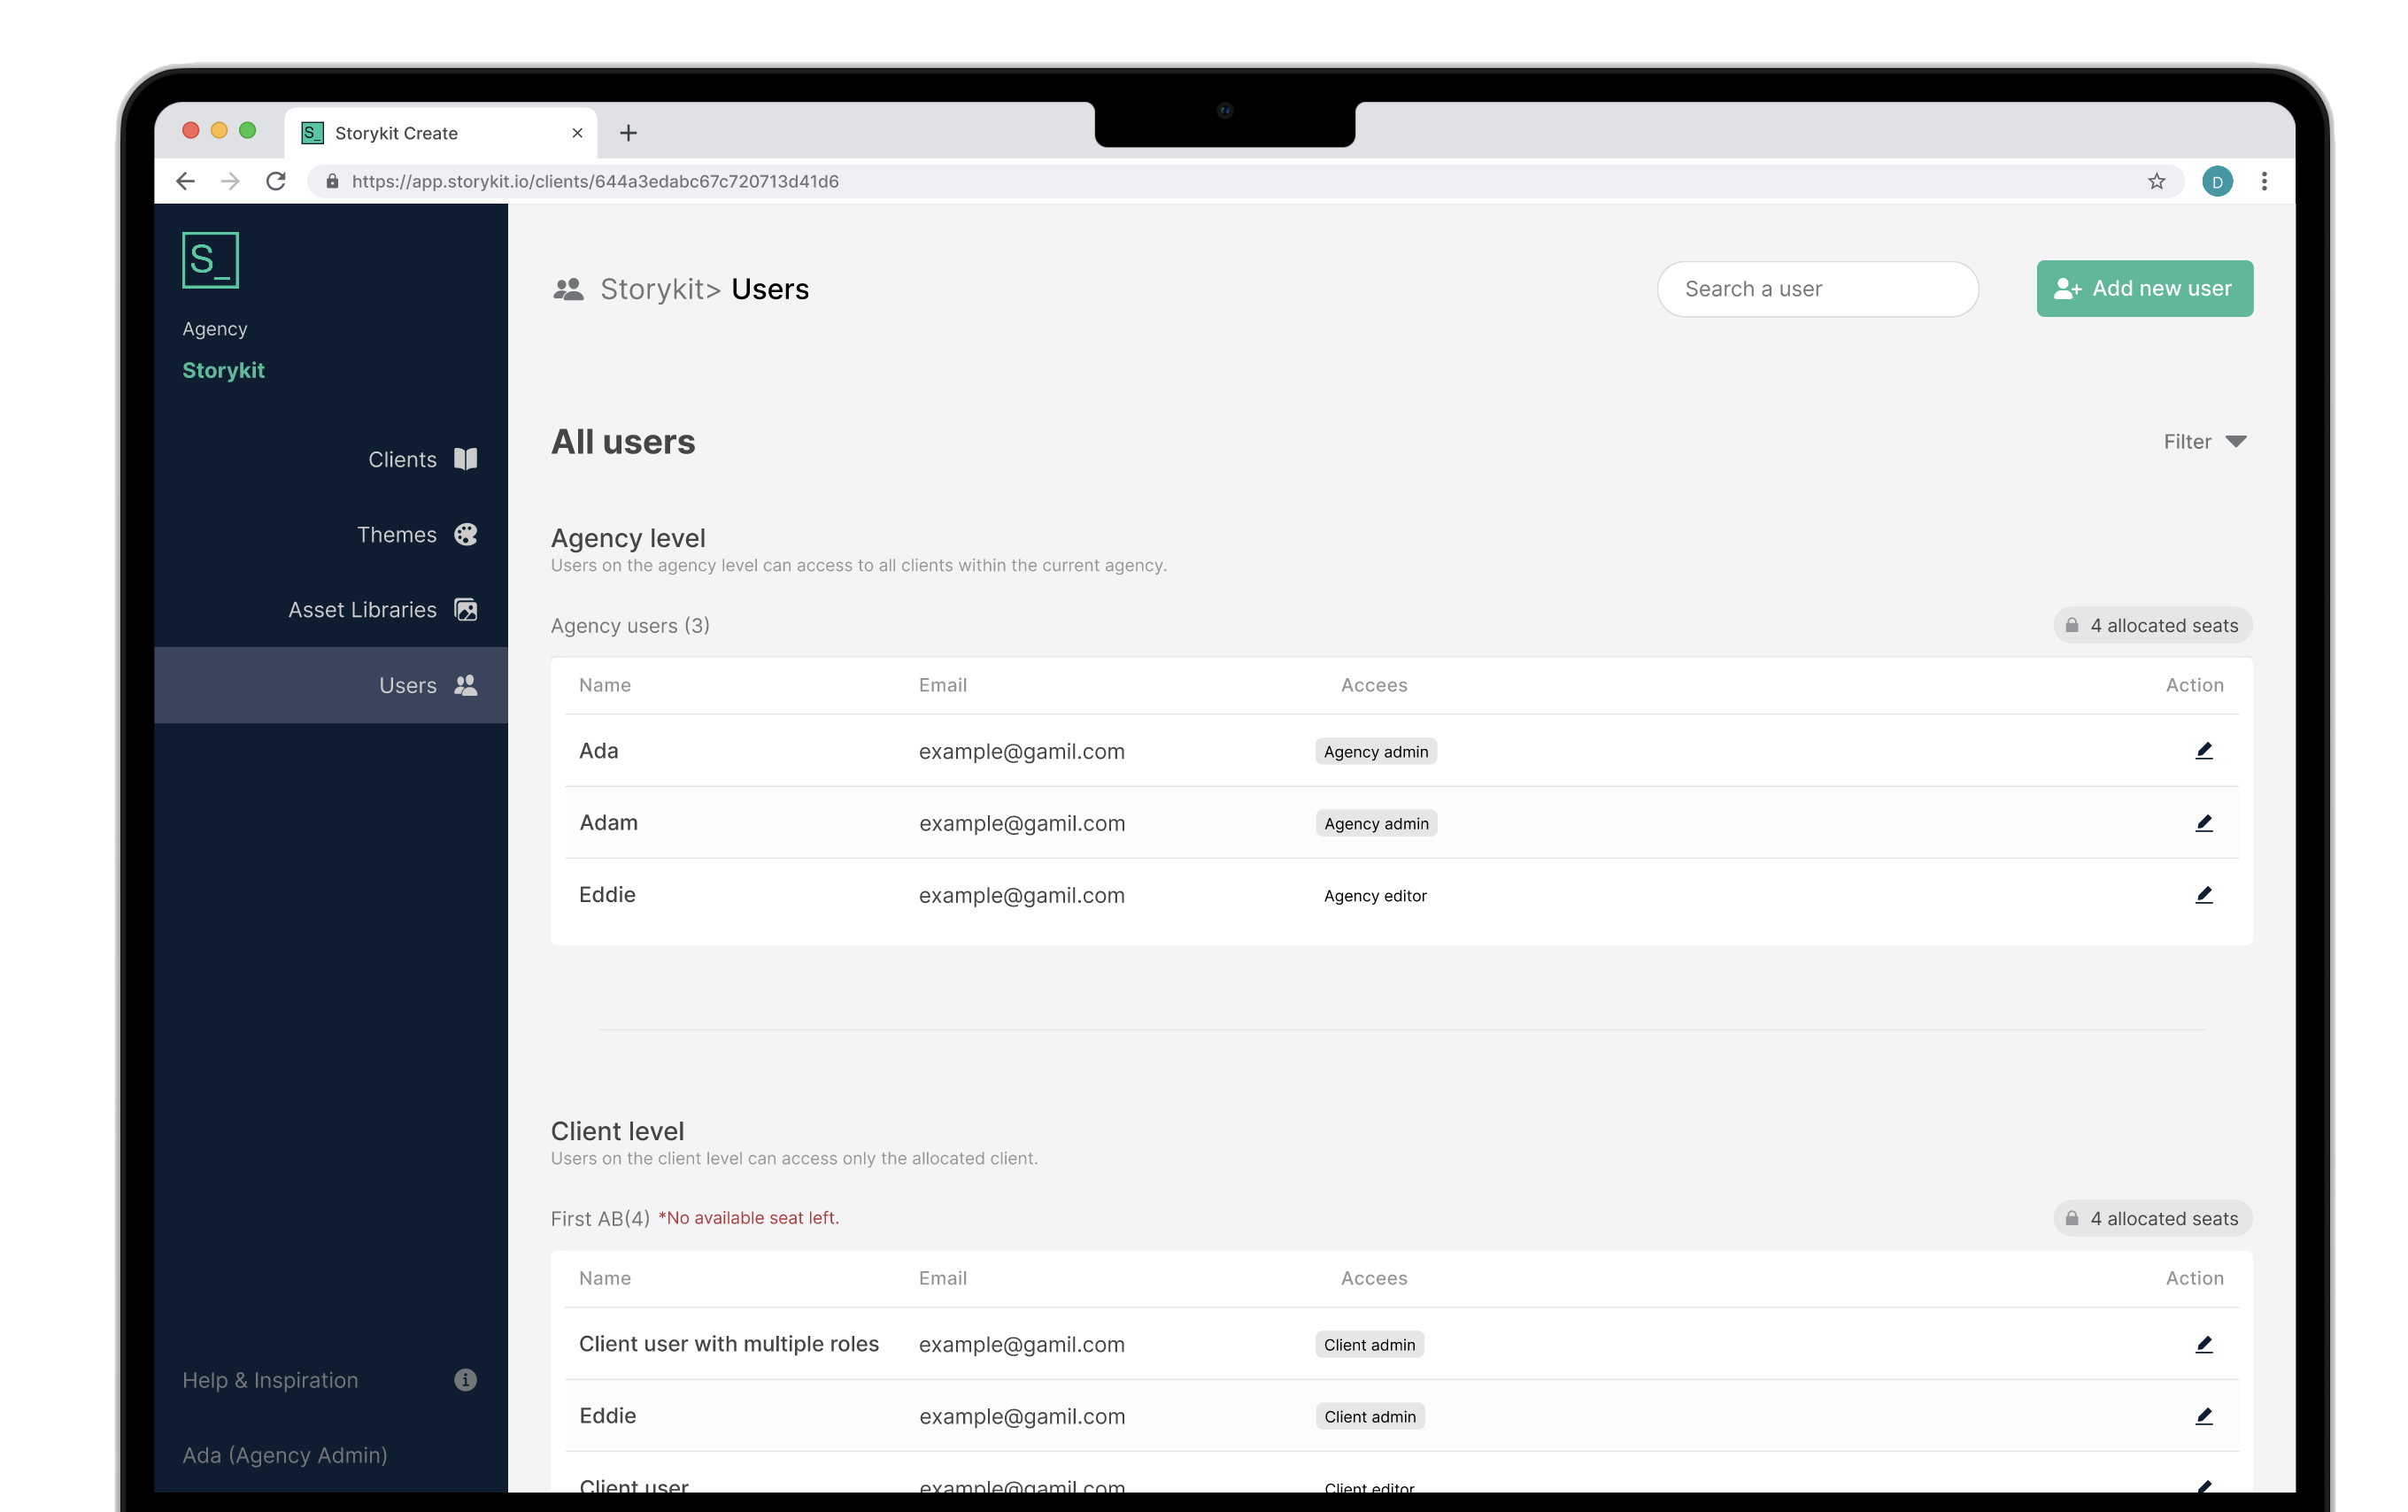 S_ Storykit Create
https://app.storykit.io/clients/644a3edabc67c720713d41d6
D
S_
Agency
Storykit
Clients
Themes
Asset Libraries
Users
Help & Inspiration
Ada (Agency Admin)
Storykit> Users
Search a user
Add new user
All users
Filter
Agency level
Users on the agency level can access to all clients within the current agency.
Agency users (3)
4 allocated seats
Name Email Accees Action
Ada example@gamil.com Agency admin
Adam example@gamil.com Agency admin
Eddie example@gamil.com Agency editor
Client level
Users on the client level can access only the allocated client.
First AB(4) *No available seat left.
4 allocated seats
Name Email Accees Action
Client user with multiple roles example@gamil.com Client admin
Eddie example@gamil.com Client admin
Client user example@gamil.com Client editor